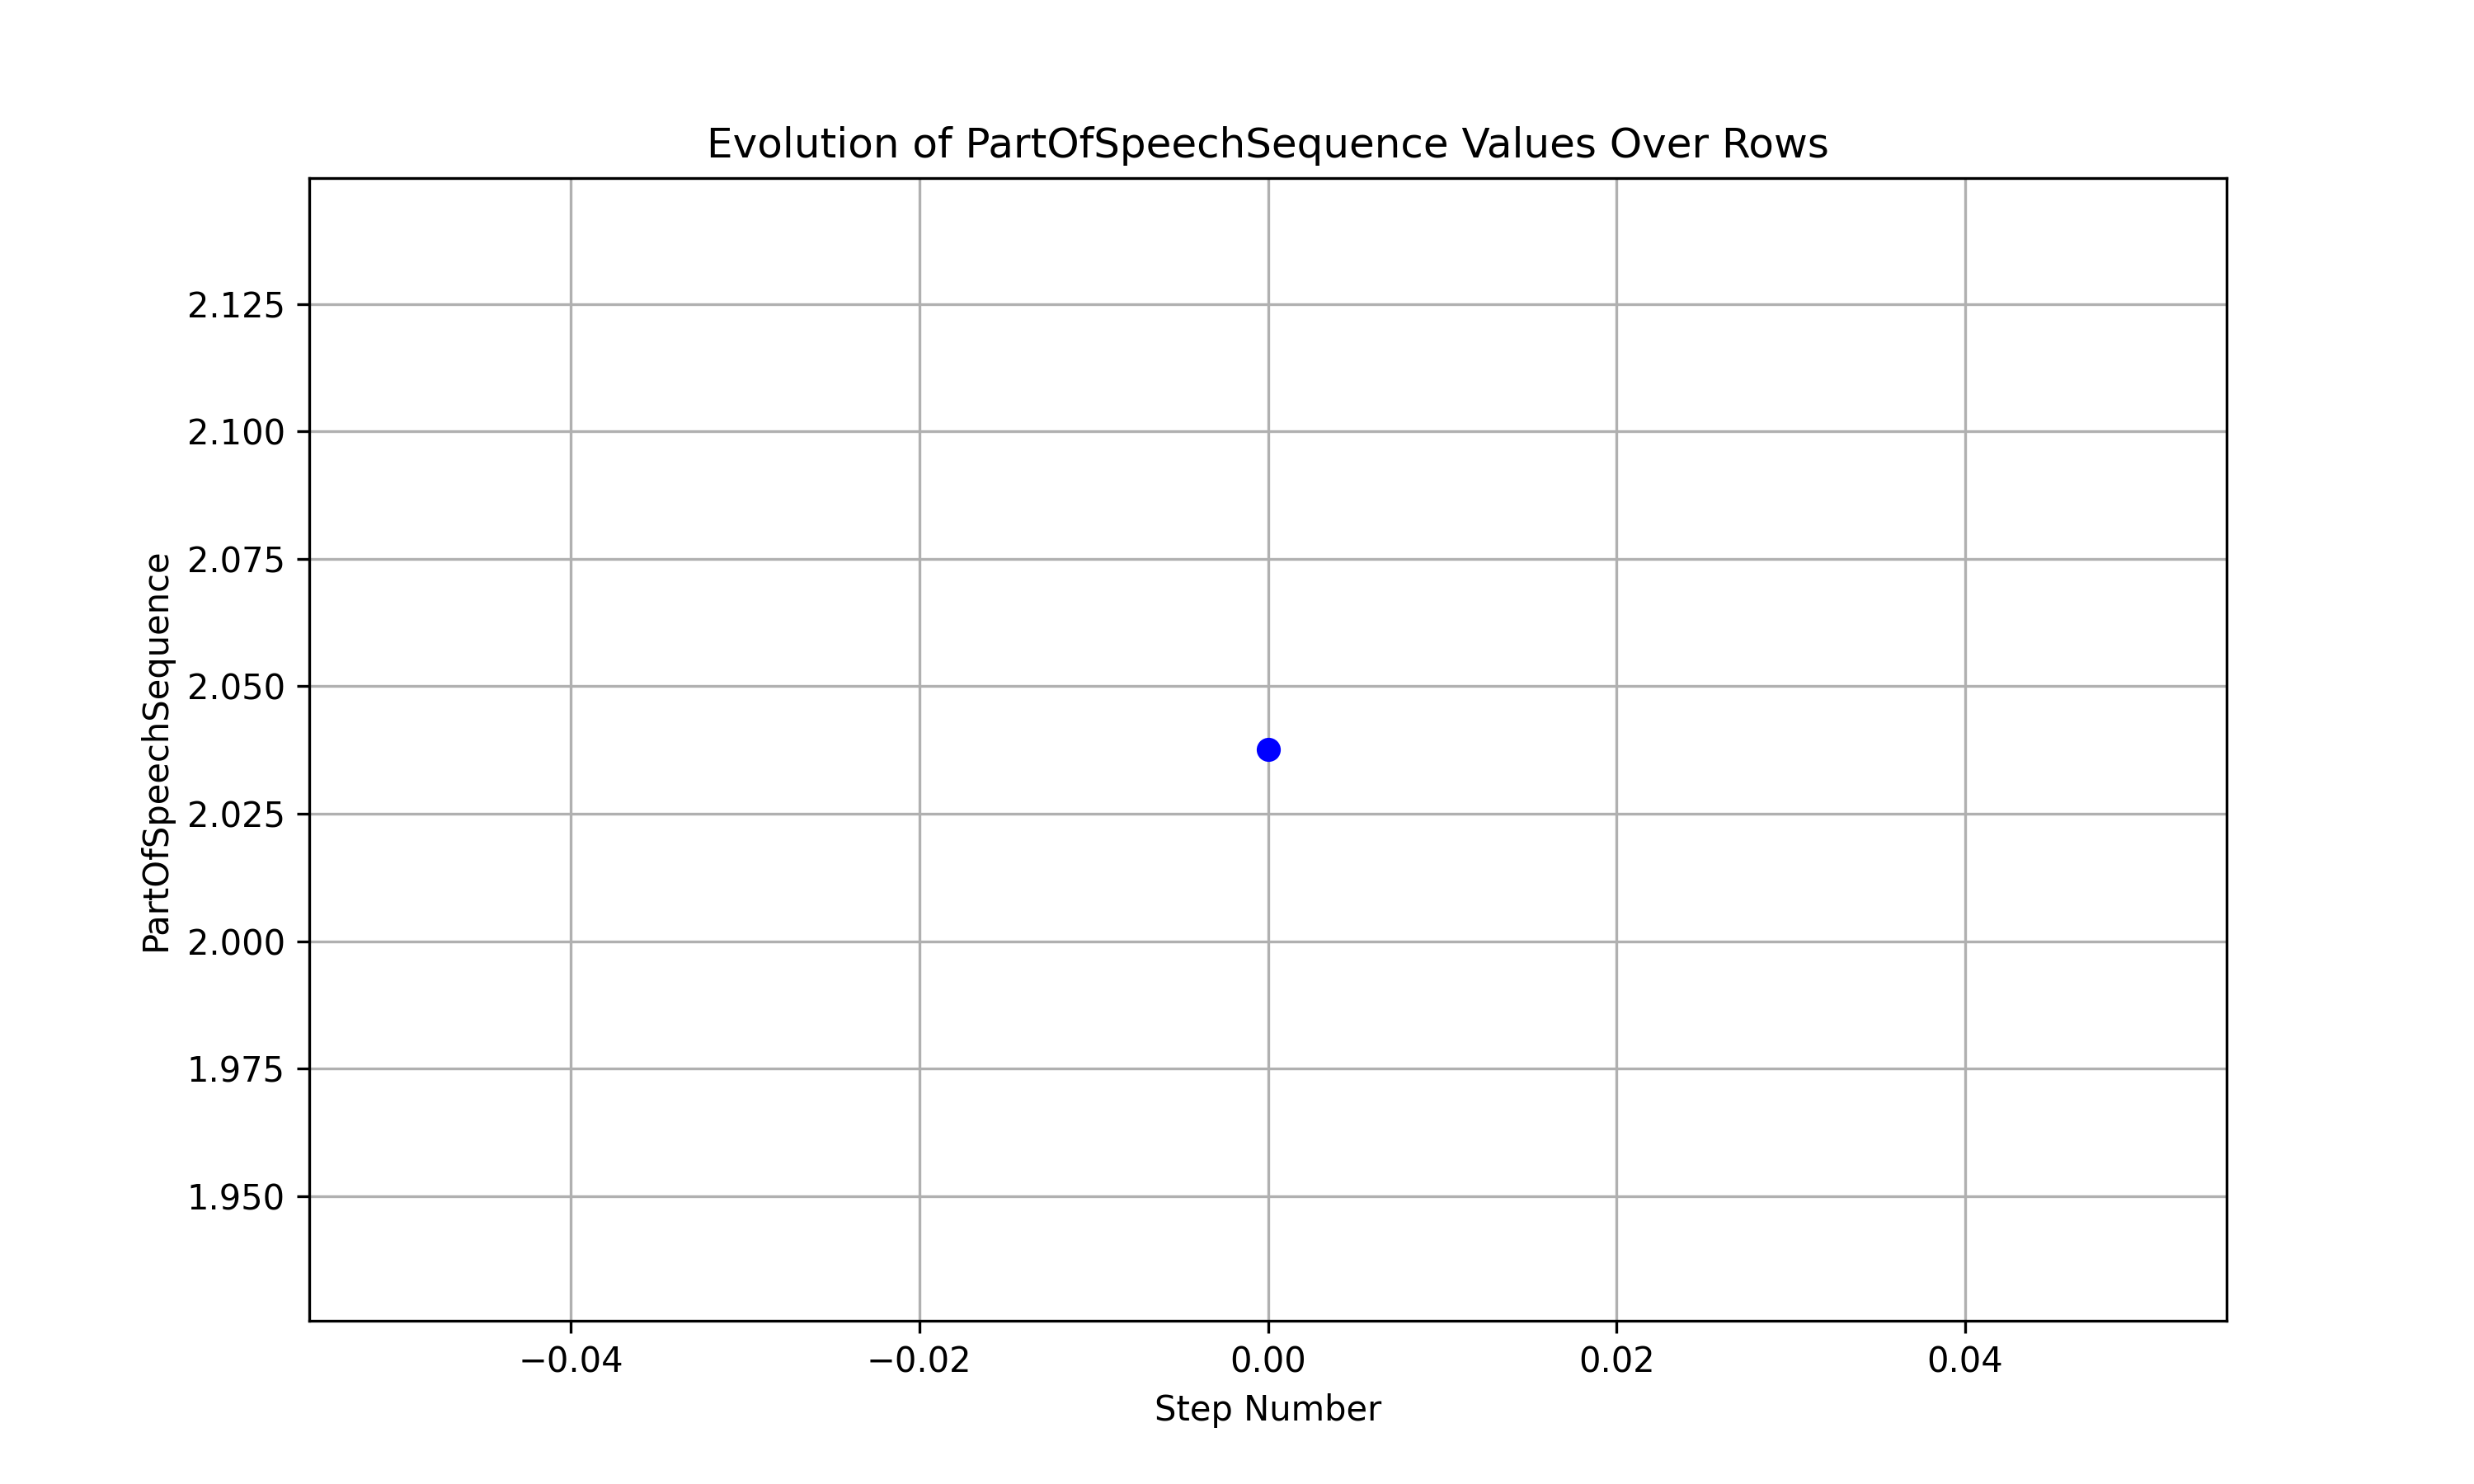 Evolution of PartOfSpeechSequence Values Over Rows
PartOfSpeechSequence
2.125
2.100
2.075
2.050
2.025
2.000
1.975
1.950
−0.04 −0.02 0.00 0.02 0.04
Step Number